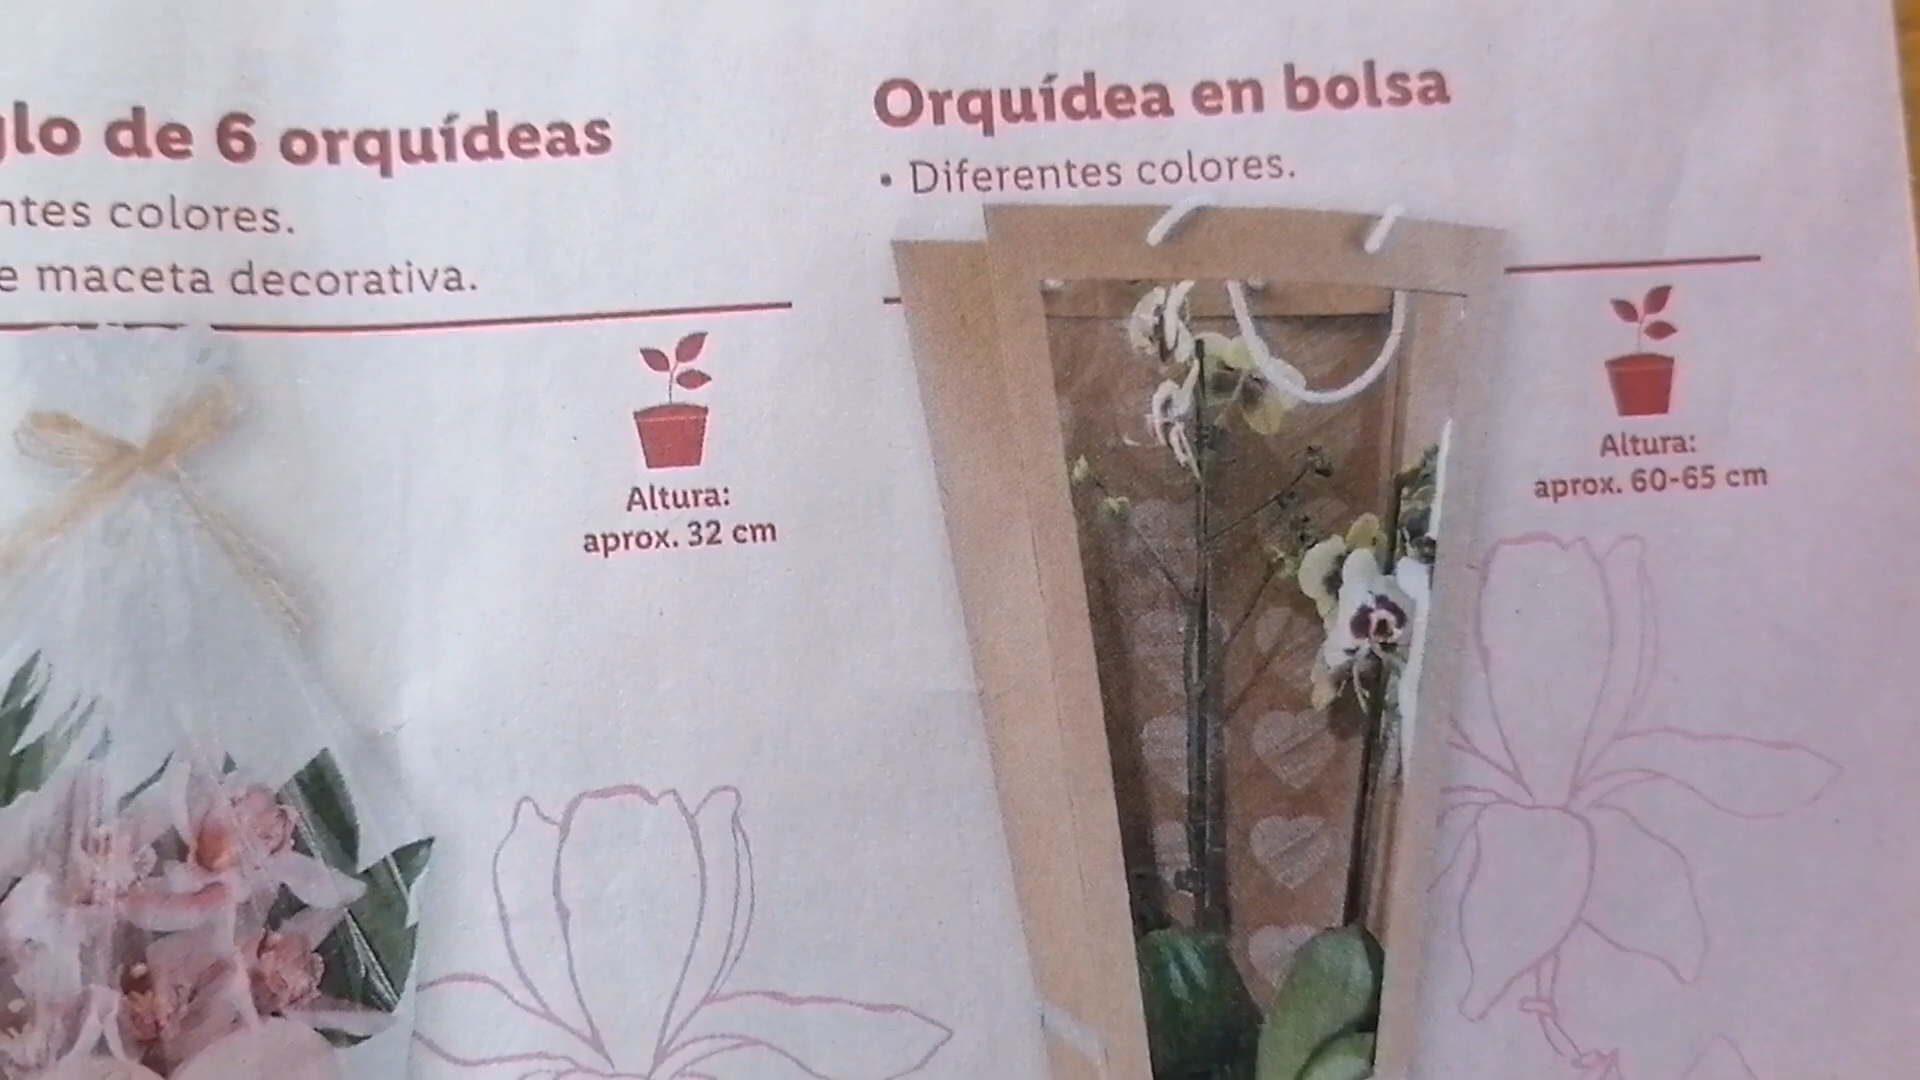 glo de 6 orquídeas
ntes colores.
e maceta decorativa.
Altura:
aprox. 32 cm
Orquídea en bolsa
• Diferentes colores.
Altura:
aprox. 60-65 cm